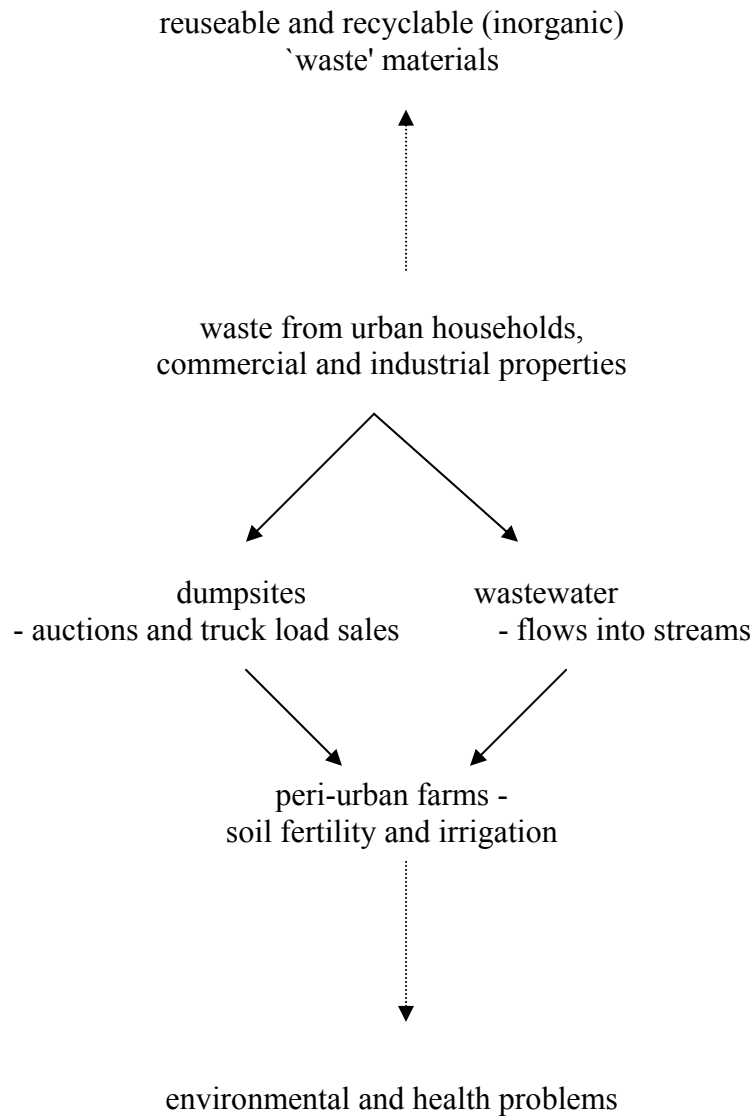 reuseable and recyclable (inorganic)
`waste' materials
waste from urban households,
commercial and industrial properties
dumpsites
- auctions and truck load sales
wastewater
- flows into streams
peri-urban farms -
soil fertility and irrigation
environmental and health problems